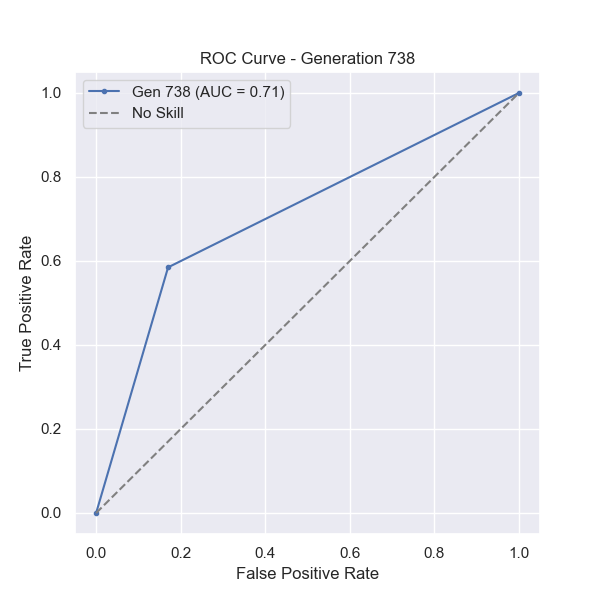 ROC Curve - Generation 738
Gen 738 (AUC = 0.71)
No Skill
True Positive Rate
1.0
0.8
0.6
0.4
0.2
0.0
0.0 0.2 0.4 0.6 0.8 1.0
False Positive Rate